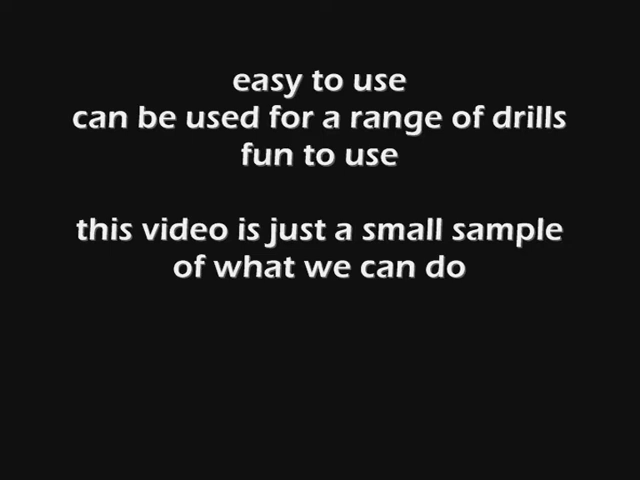 easy to use
can be used for a range of drills
fun to use
this video is just a small sample
of what we can do